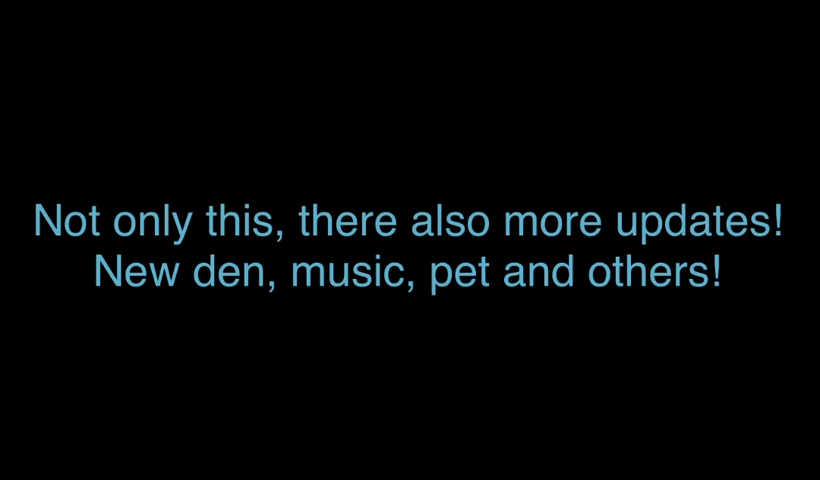 Not only this, there also more updates!
New den, music, pet and others!